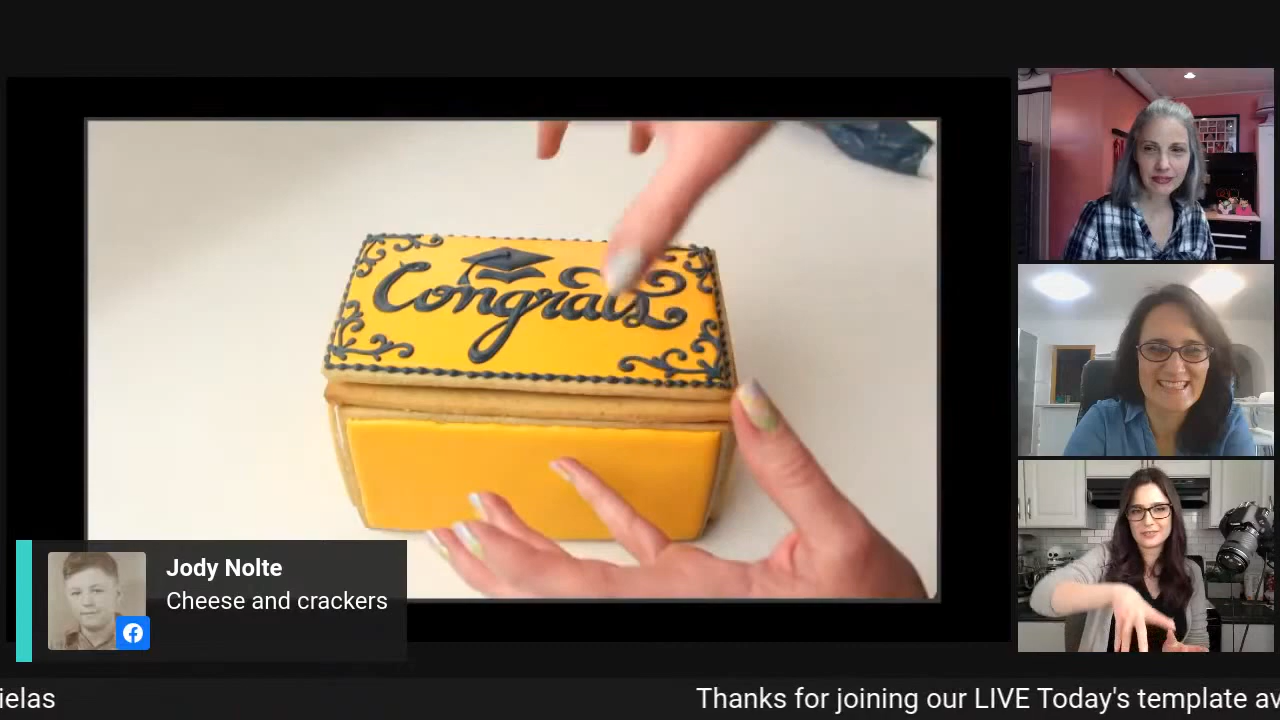 Congrats
Jody Nolte
Cheese and crackers
ielas
Thanks for joining our LIVE Today's template av